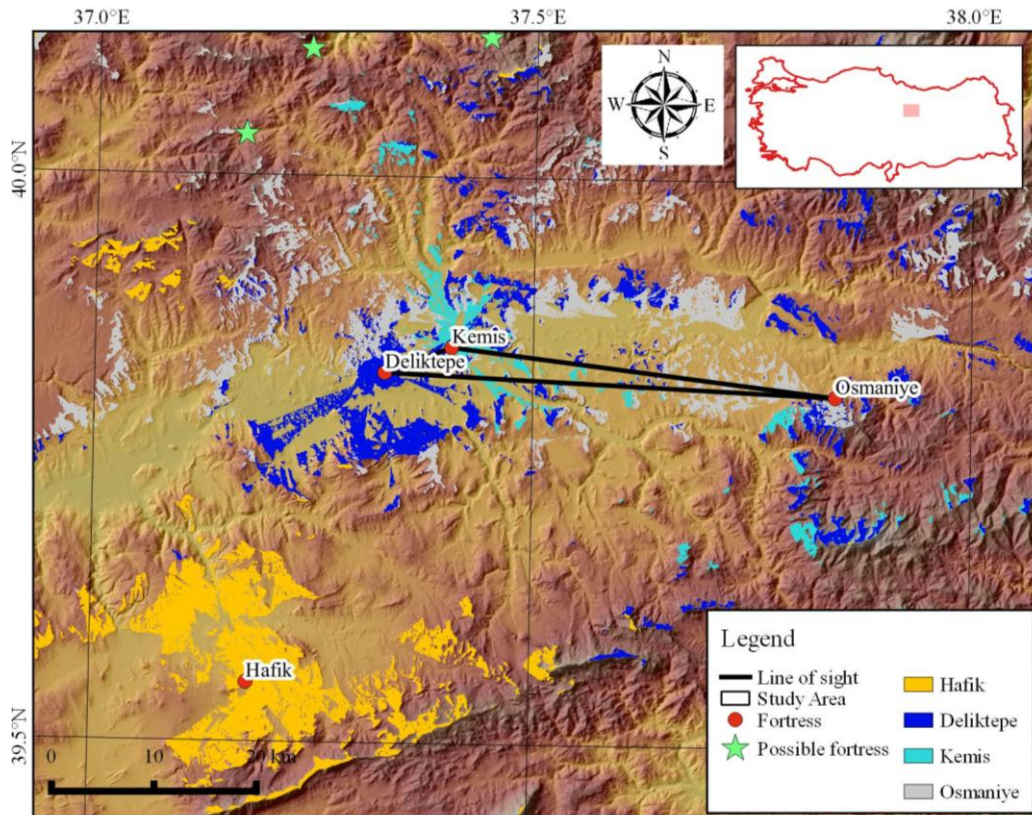 37.0°E
37.5°E
38.0°E
N
W
E
S
40.0°N
Kemis
Deliktepe
Osmaniye
Hafik
39.5°N
0
10
20 km
Legend
Line of sight
Study Area
Fortress
Possible fortress
Hafik
Deliktepe
Kemis
Osmaniye